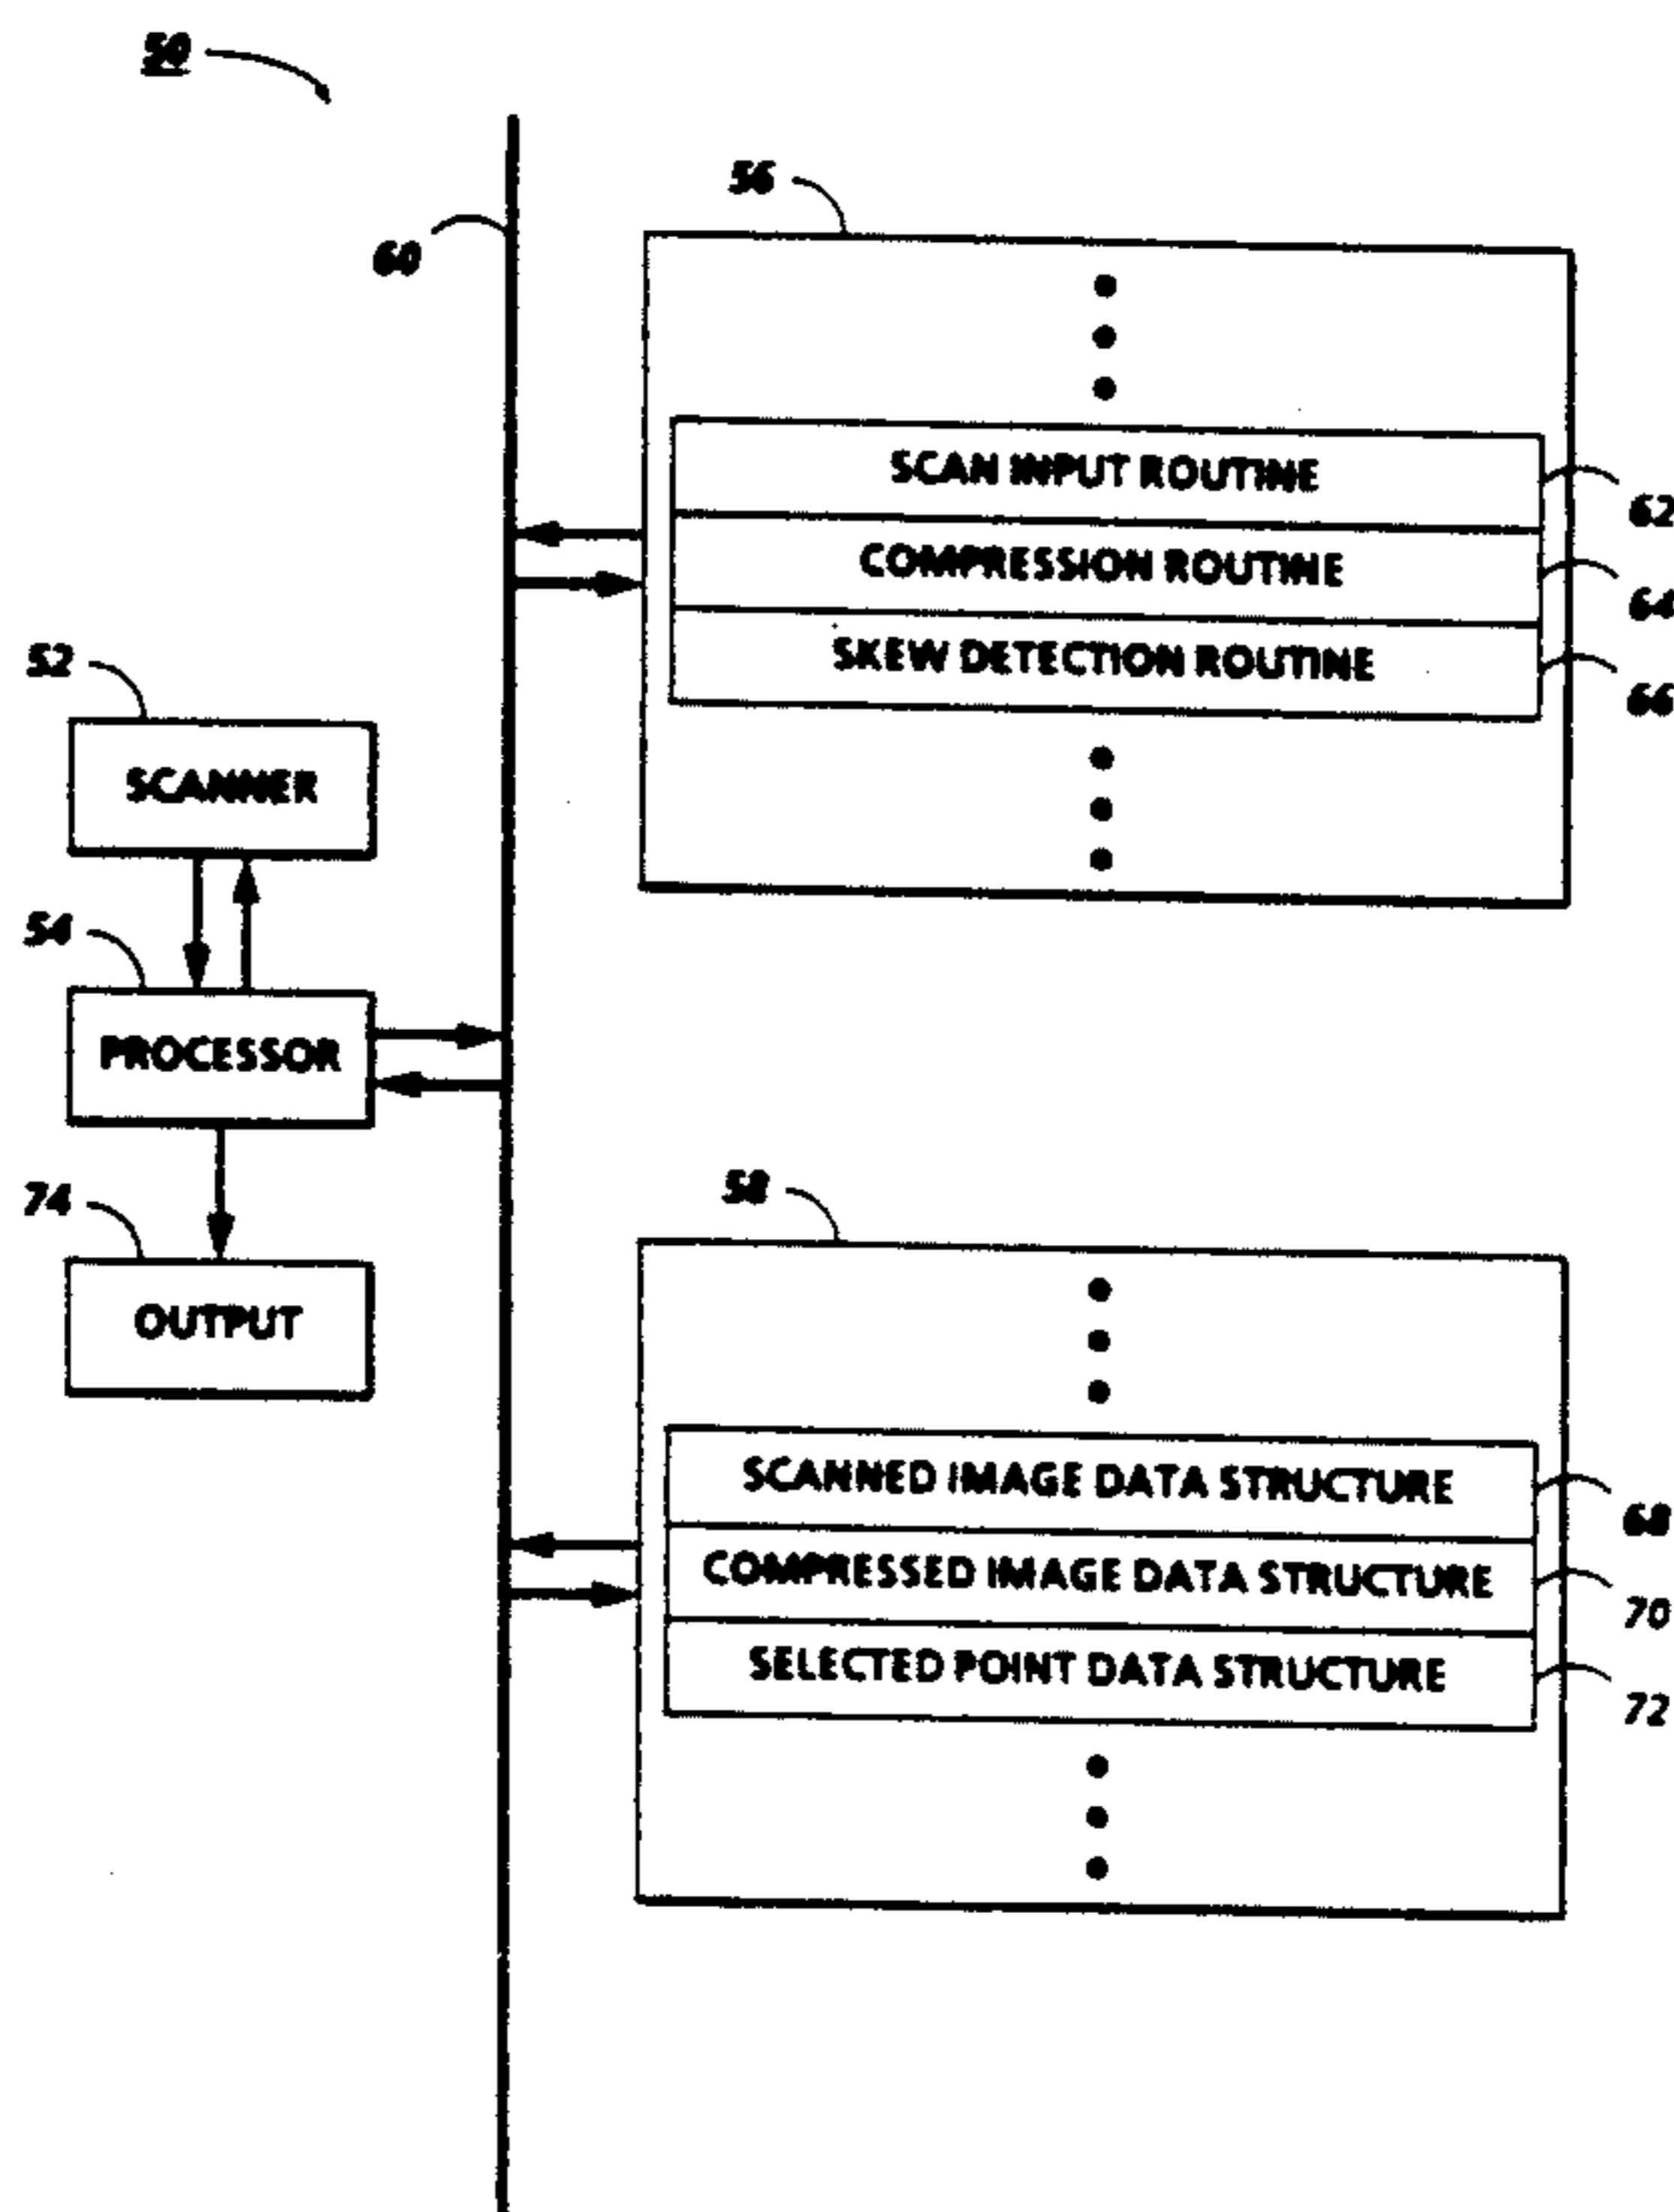 50
60
56
SCAN INPUT ROUTINE
62
COMPRESSION ROUTINE
64
SKEW DETECTION ROUTINE
66
52
SCANNER
54
PROCESSOR
74
OUTPUT
58
SCANNED IMAGE DATA STRUCTURE
68
COMPRESSED IMAGE DATA STRUCTURE
70
SELECTED POINT DATA STRUCTURE
72